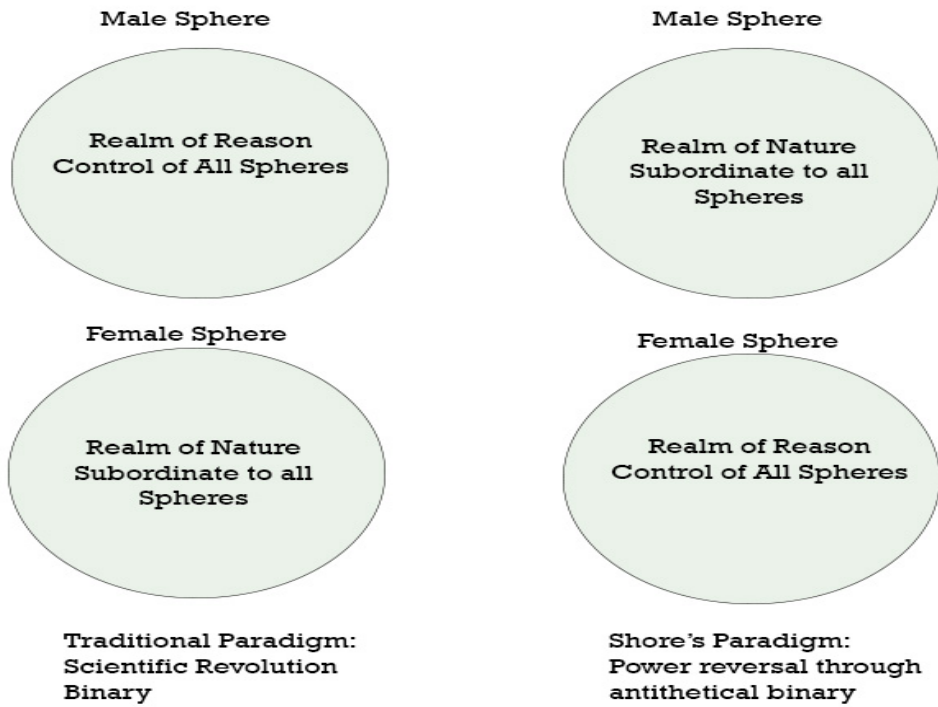 Male Sphere
Realm of Reason
Control of All Spheres
Female Sphere
Realm of Nature
Subordinate to all
Spheres
Traditional Paradigm:
Scientific Revolution
Binary
Male Sphere
Realm of Nature
Subordinate to all
Spheres
Female Sphere
Realm of Reason
Control of All Spheres
Shore’s Paradigm:
Power reversal through
antithetical binary